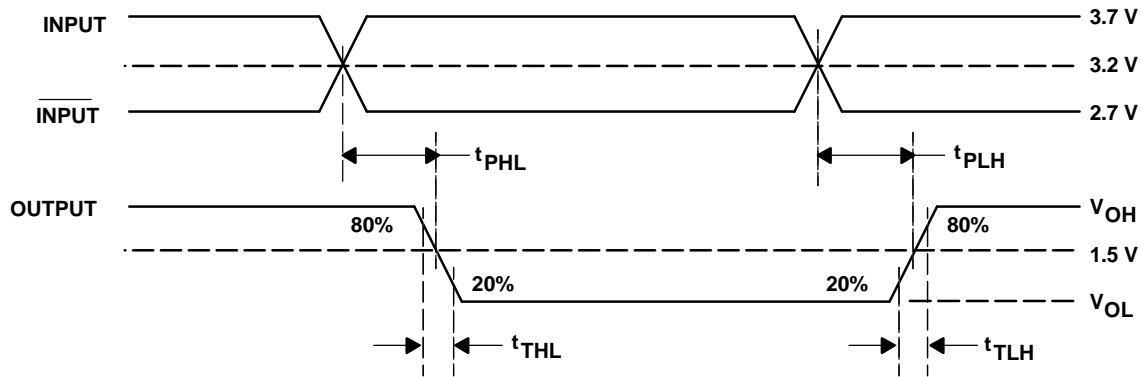 INPUT
3.7 V
3.2 V
INPUT
2.7 V
tPHL
tPLH
OUTPUT
VOH
80%
80%
1.5 V
20%
20%
VOL
tTHL
tTLH